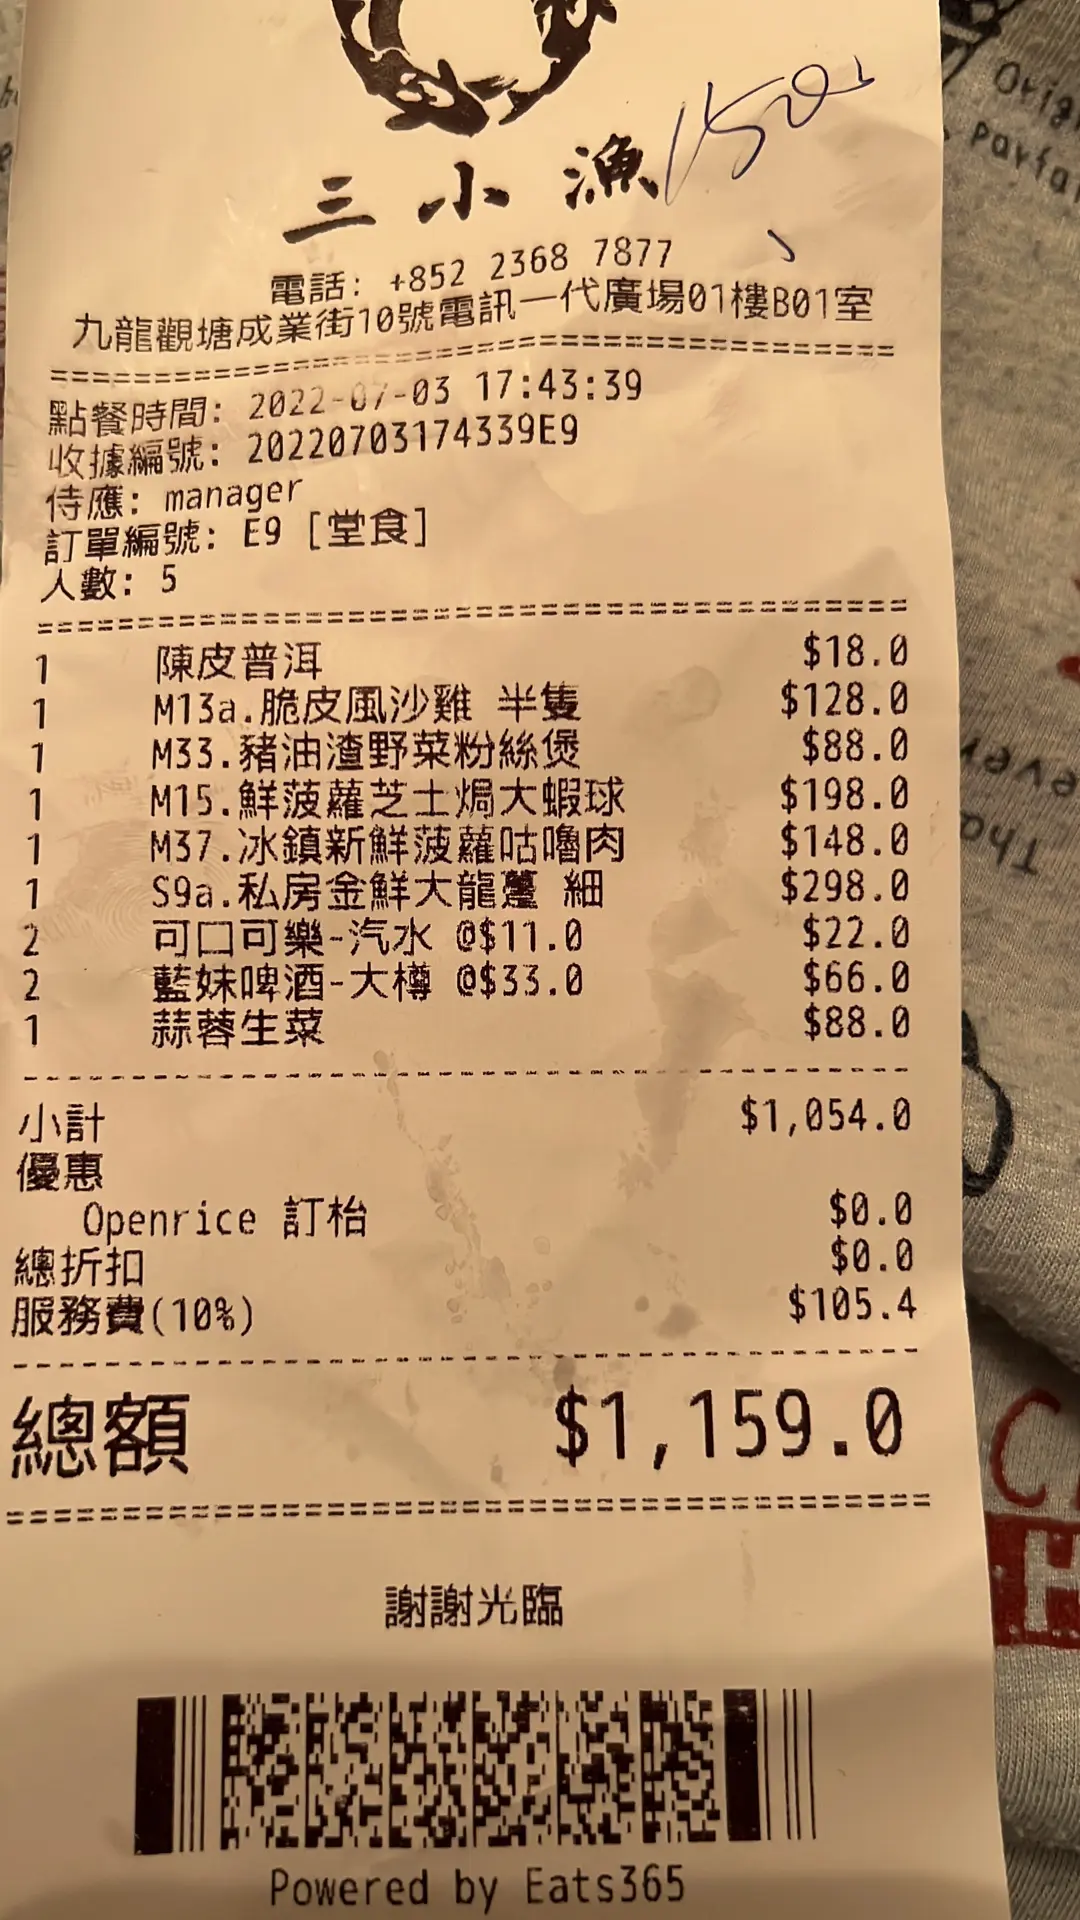 三小漁
1500
電話: +852 2368 7877
九龍觀塘成業街10號電訊一代廣場01樓B01室
點餐時間: 2022-07-03 17:43:39
收據編號: 20220703174339E9
侍應: manager
訂單編號: E9 [堂食]
人數: 5
1 陳皮普洱 $18.0
1 M13a.脆皮風沙雞 半隻 $128.0
1 M33.豬油渣野菜粉絲煲 $88.0
1 M15.鮮菠蘿芝士焗大蝦球 $198.0
1 M37.冰鎮新鮮菠蘿咕嚕肉 $148.0
1 S9a.私房金鮮大龍躉 細 $298.0
2 可口可樂-汽水 @$11.0 $22.0
2 藍妹啤酒-大樽 @$33.0 $66.0
1 蒜蓉生菜 $88.0
小計 $1,054.0
優惠
Openrice 訂枱 $0.0
總折扣 $0.0
服務費(10%) $105.4
總額 $1,159.0
謝謝光臨
Powered by Eats365